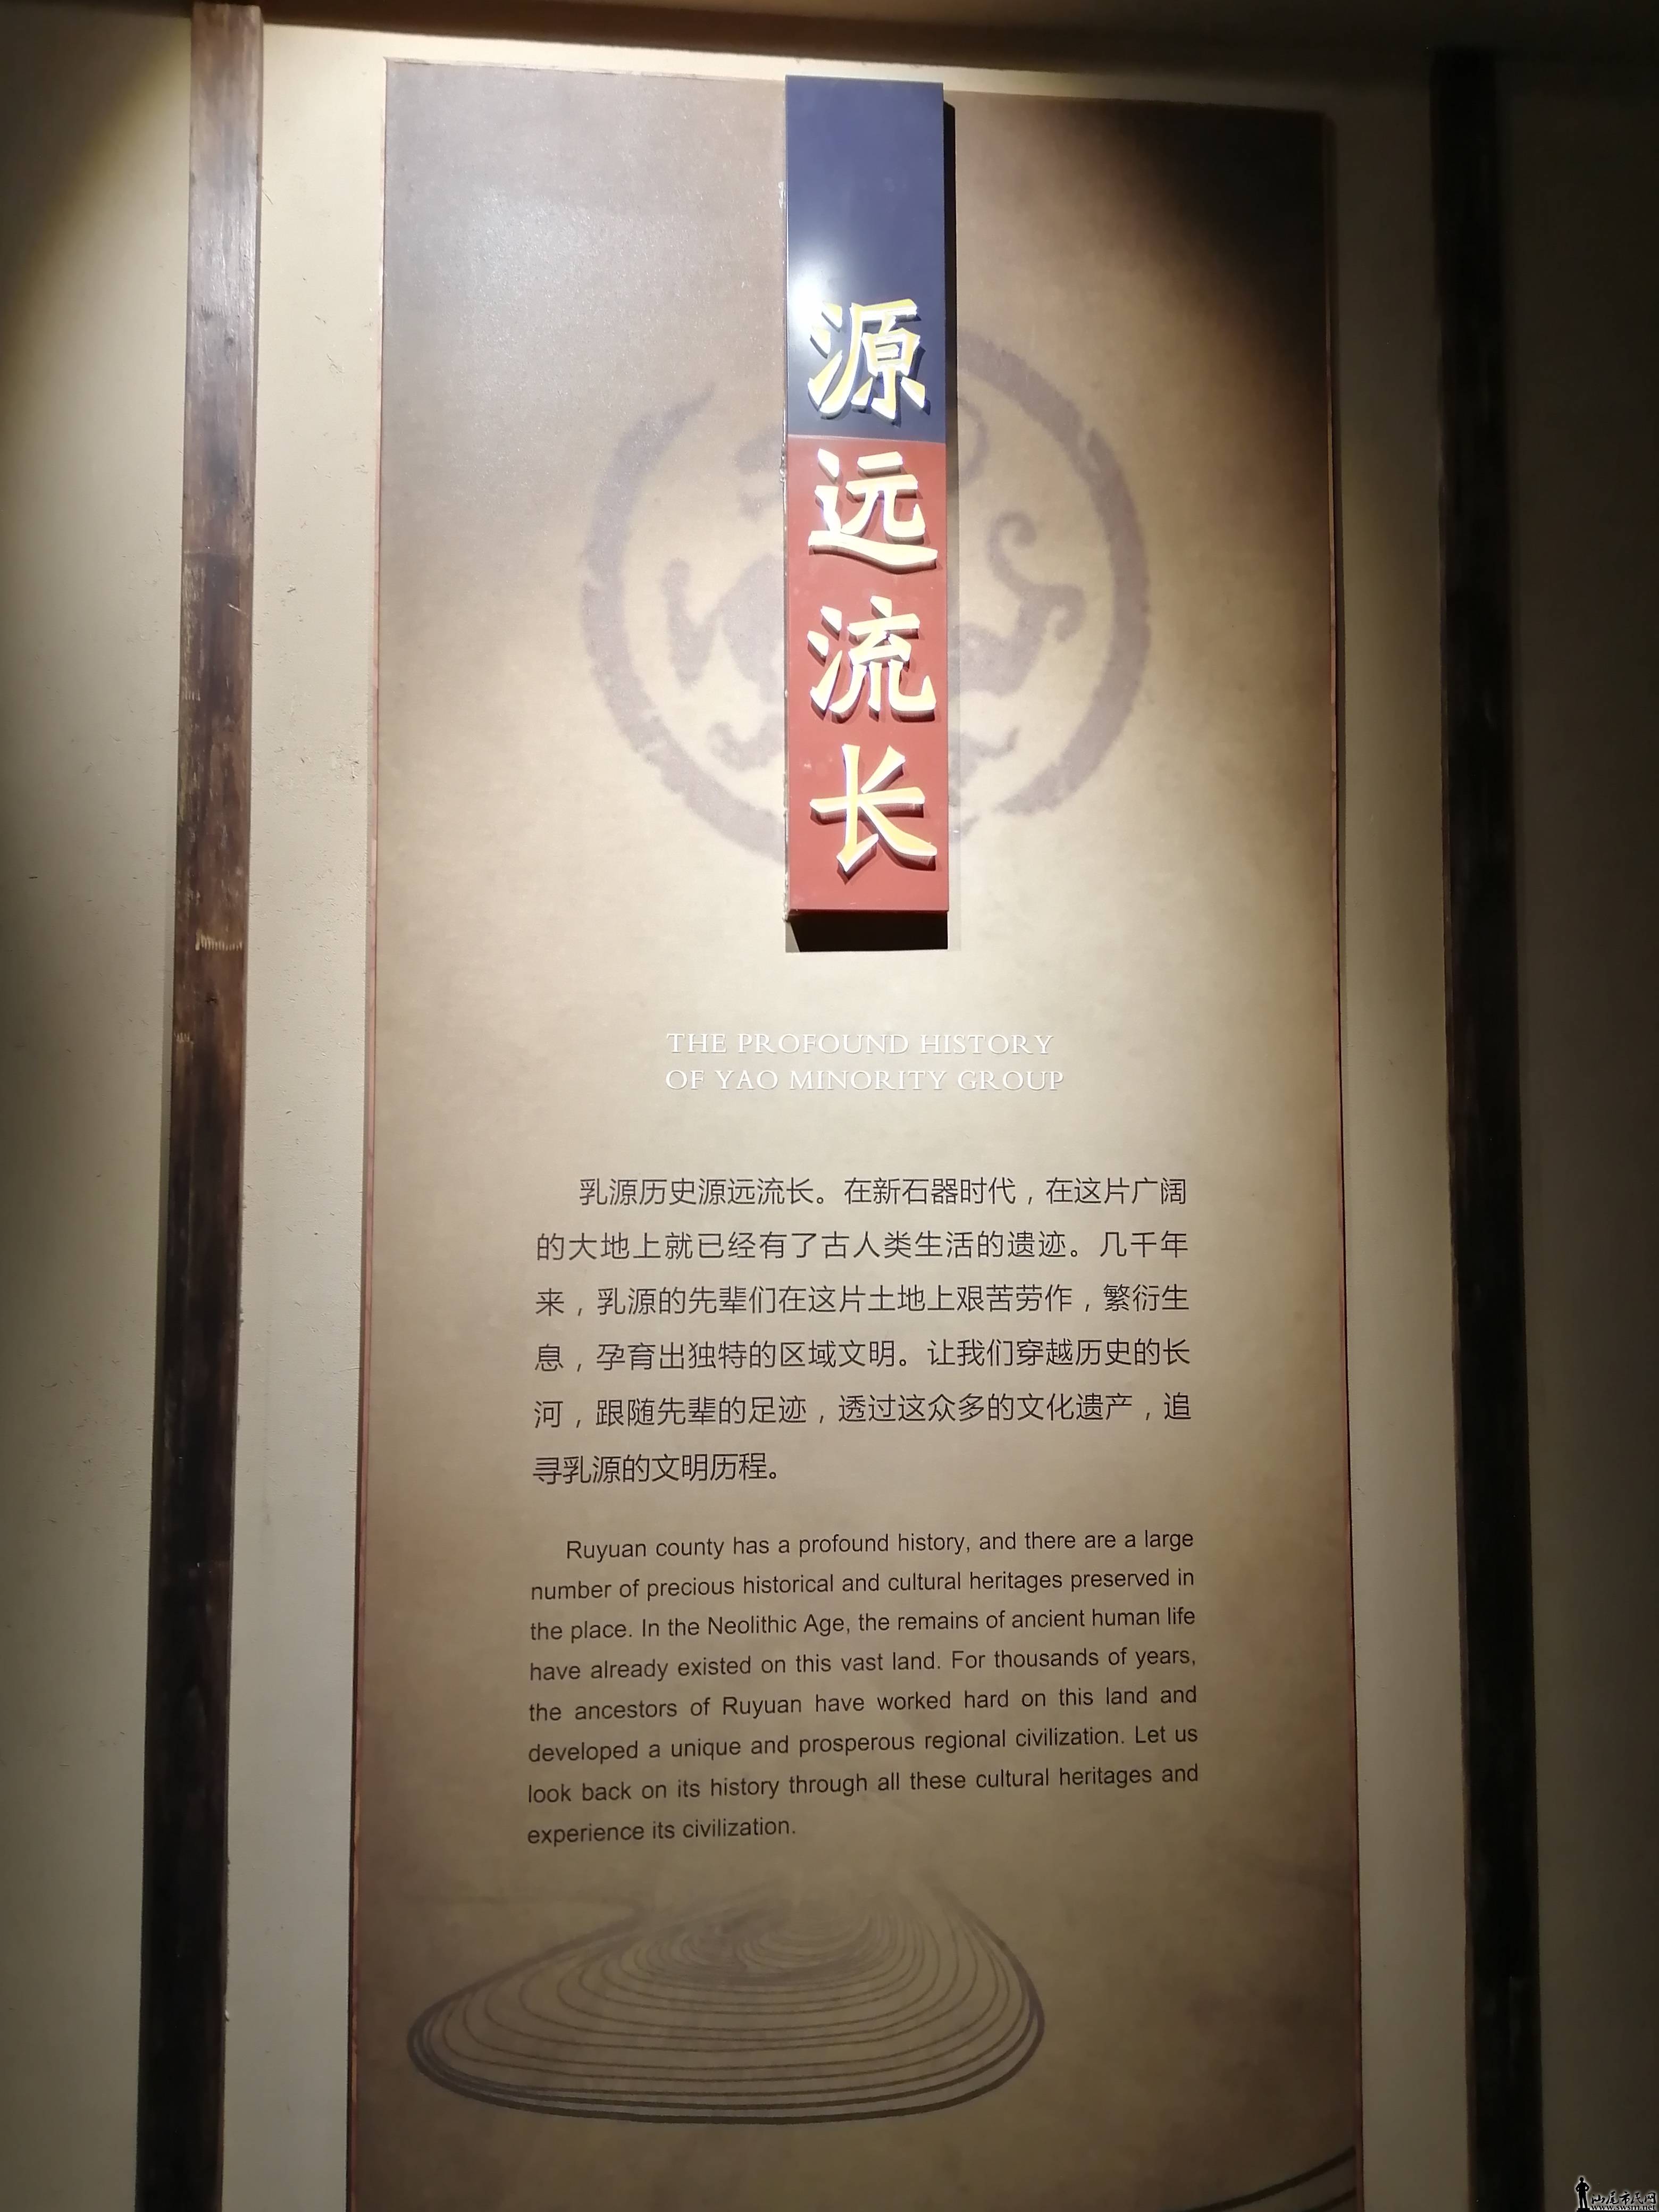 源远流长
THE PROFOUND HISTORY
OF YAO MINORITY GROUP
乳源历史源远流长。在新石器时代，在这片广阔
的大地上就已经有了古人类生活的遗迹。几千年
来，乳源的先辈们在这片土地上艰苦劳作，繁衍生
息，孕育出独特的区域文明。让我们穿越历史的长
河，跟随先辈的足迹，透过这众多的文化遗产，追
寻乳源的文明历程。
Ruyuan county has a profound history, and there are a large
number of precious historical and cultural heritages preserved in
the place. In the Neolithic Age, the remains of ancient human life
have already existed on this vast land. For thousands of years,
the ancestors of Ruyuan have worked hard on this land and
developed a unique and prosperous regional civilization. Let us
look back on its history through all these cultural heritages and
experience its civilization.
汕尾市民网
www.swsm.net